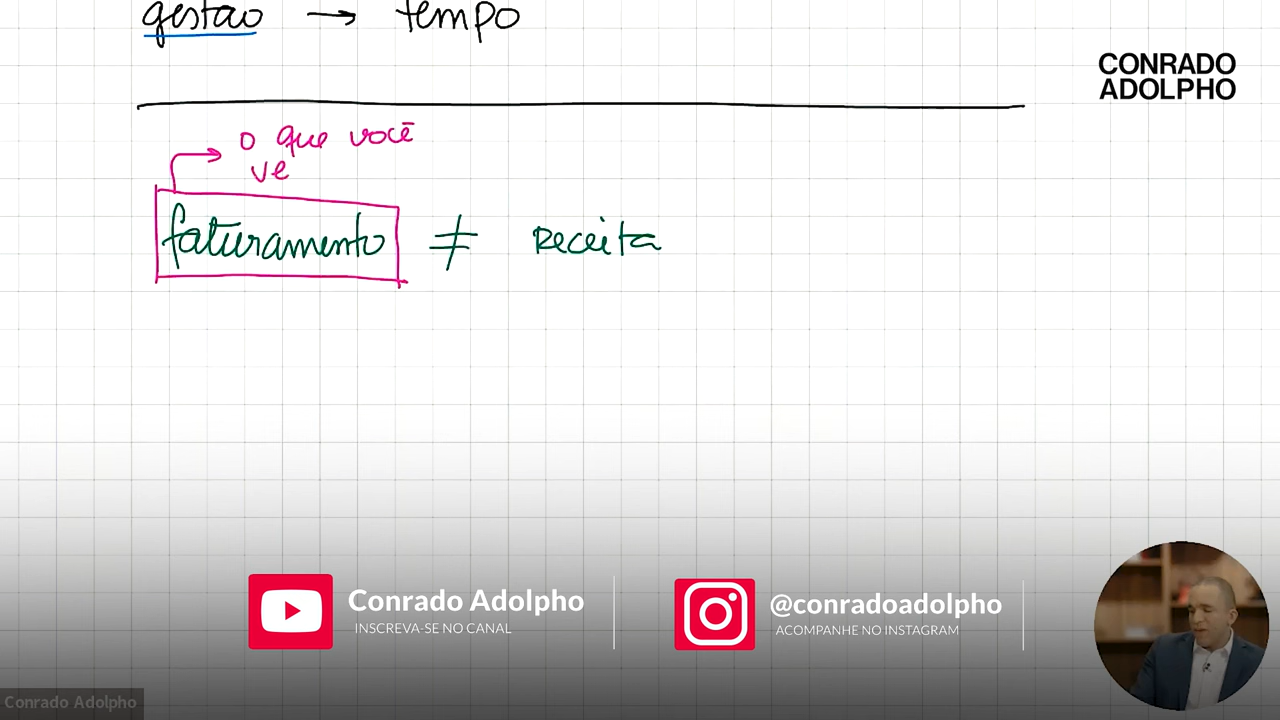 gestão → tempo
CONRADO
ADOLPHO
o que você
ve
faturamento ≠ receita
Conrado Adolpho
INSCREVA-SE NO CANAL
@conradoadolpho
ACOMPANHE NO INSTAGRAM
Conrado Adolpho